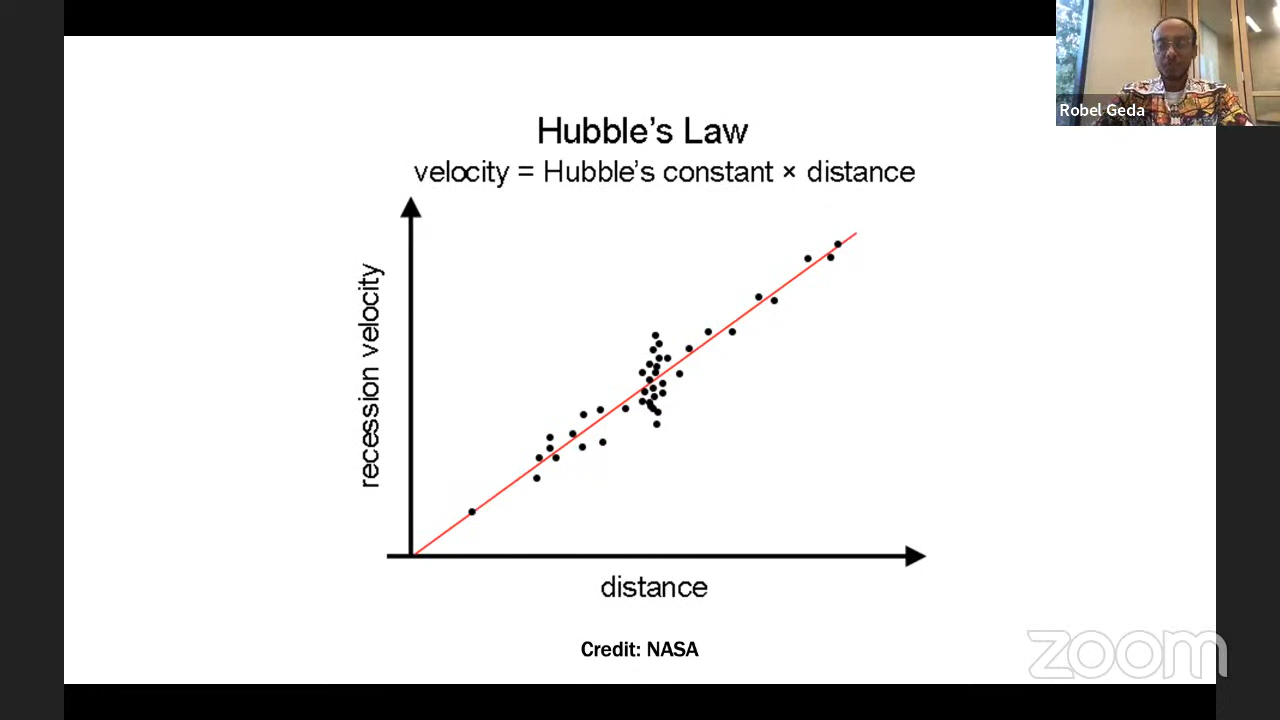 Robel Geda
Hubble's Law
velocity = Hubble's constant × distance
recession velocity
distance
Credit: NASA
zoom